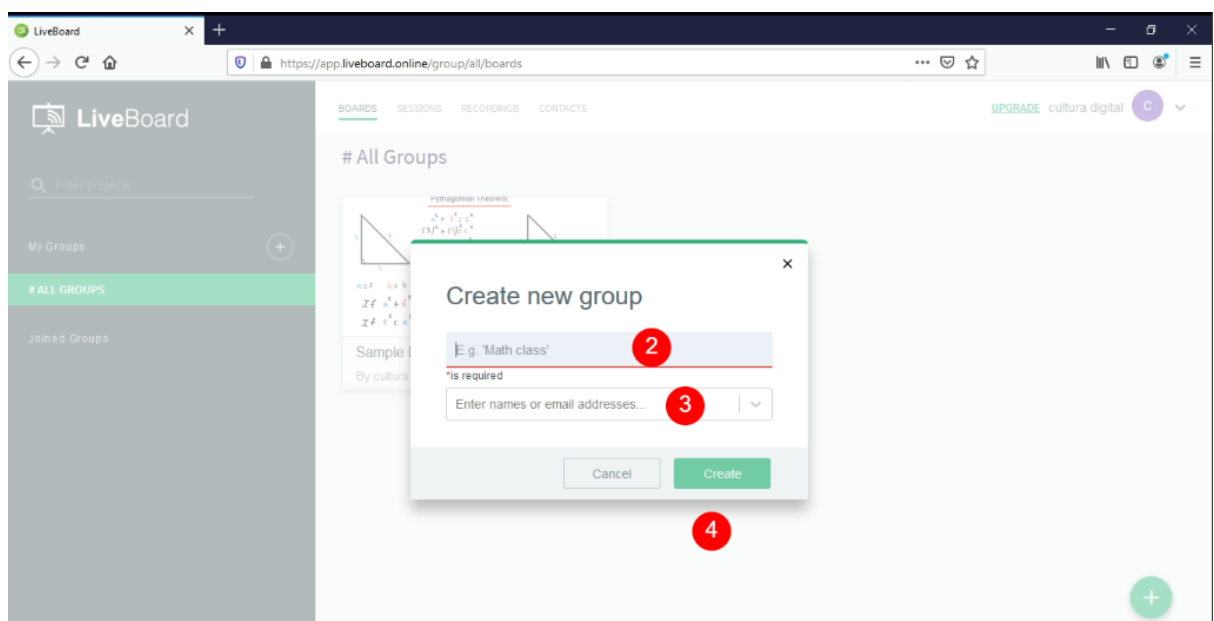 LiveBoard
https://app.liveboard.online/group/all/boards
LiveBoard
BOARDS SESSIONS RECORDINGS CONTACTS
UPGRADE cultura digital C
# All Groups
Filter projects
Pythagorean Theorem:
My Groups
# ALL GROUPS
Create new group
If
If
Joined Groups
Sample
E.g. 'Math class' 2
By cultura
*is required
Enter names or email addresses... 3
Cancel Create
4